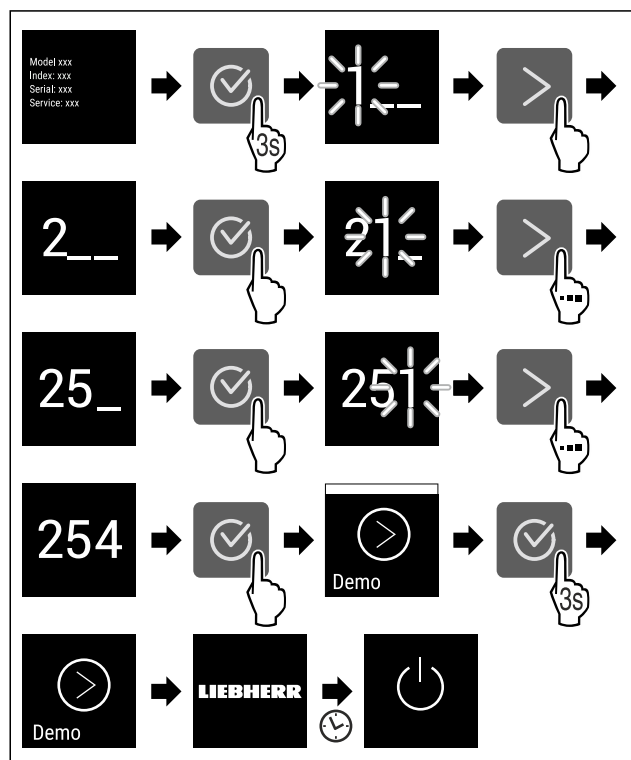 Model xxx
Index: xxx
Serial: xxx
Service: xxx
3s
1__
2__
21_
25_
251
254
Demo
3s
Demo
LIEBHERR